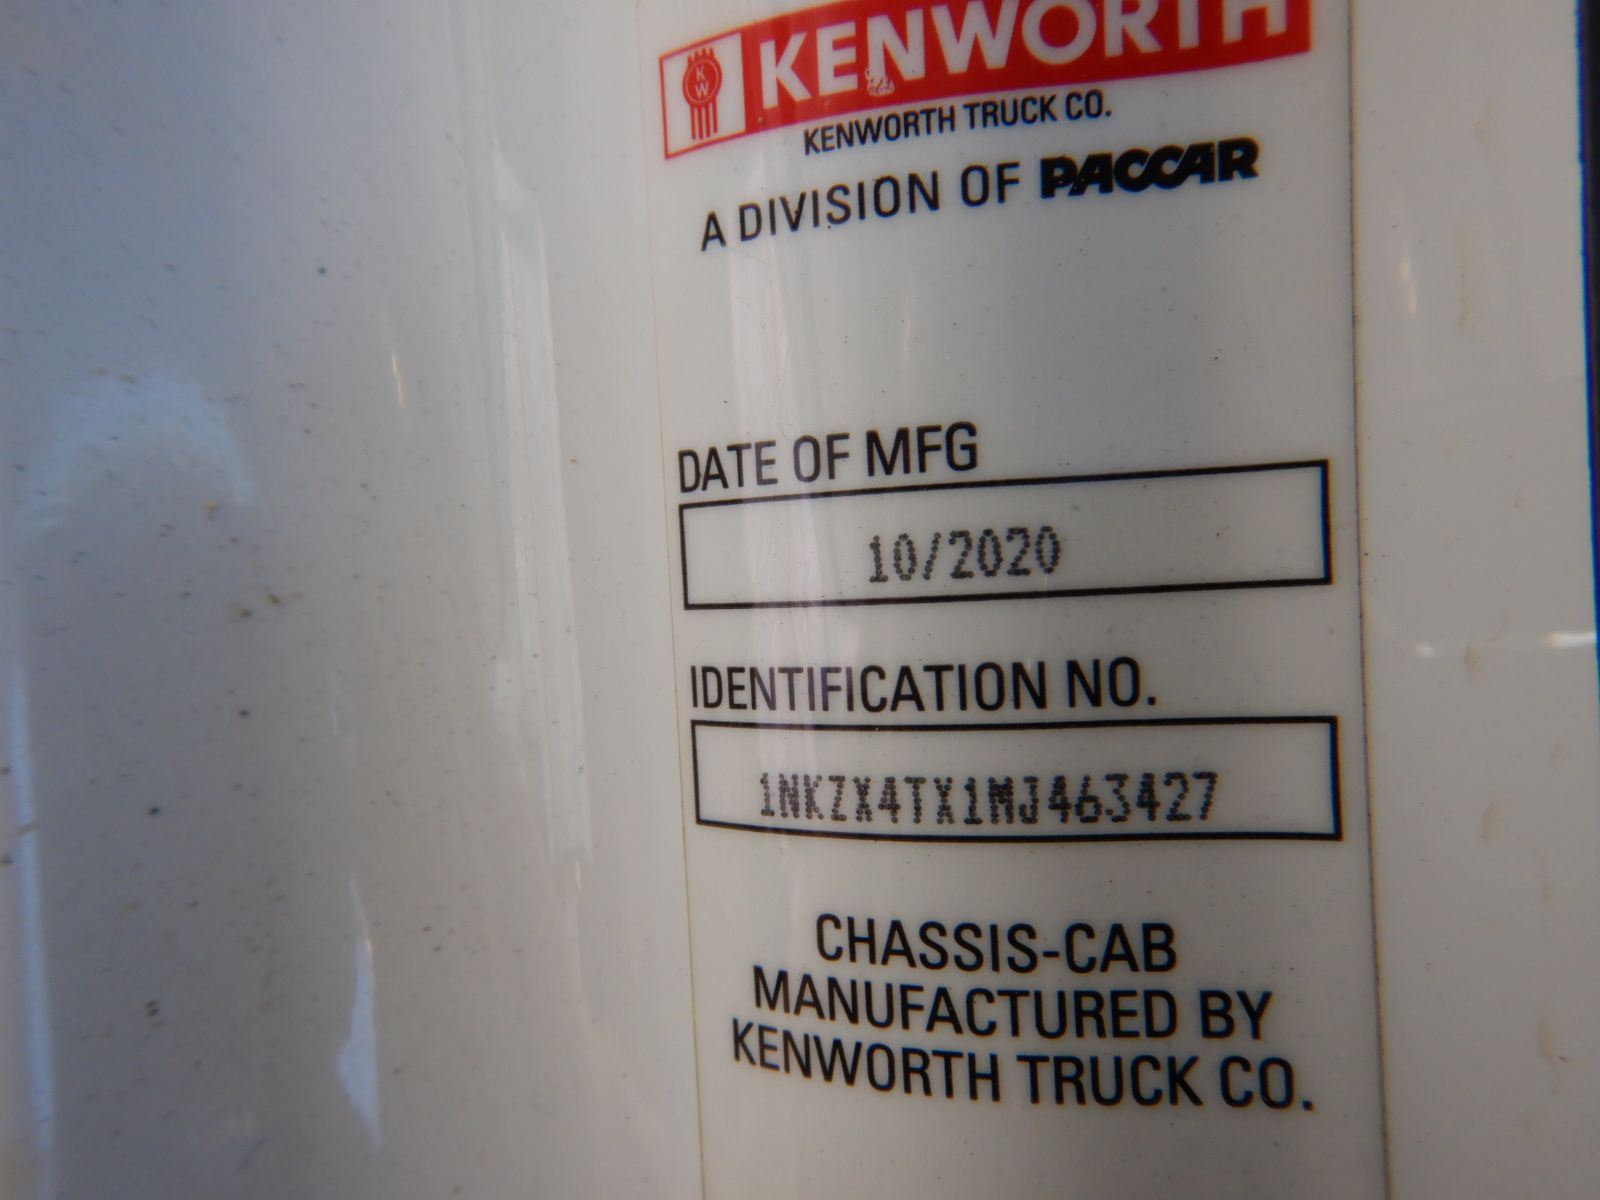 KW KENWORTH
KENWORTH TRUCK CO.
A DIVISION OF PACCAR
DATE OF MFG
10/2020
IDENTIFICATION NO.
1NKZX4TX1MJ463427
CHASSIS-CAB
MANUFACTURED BY
KENWORTH TRUCK CO.